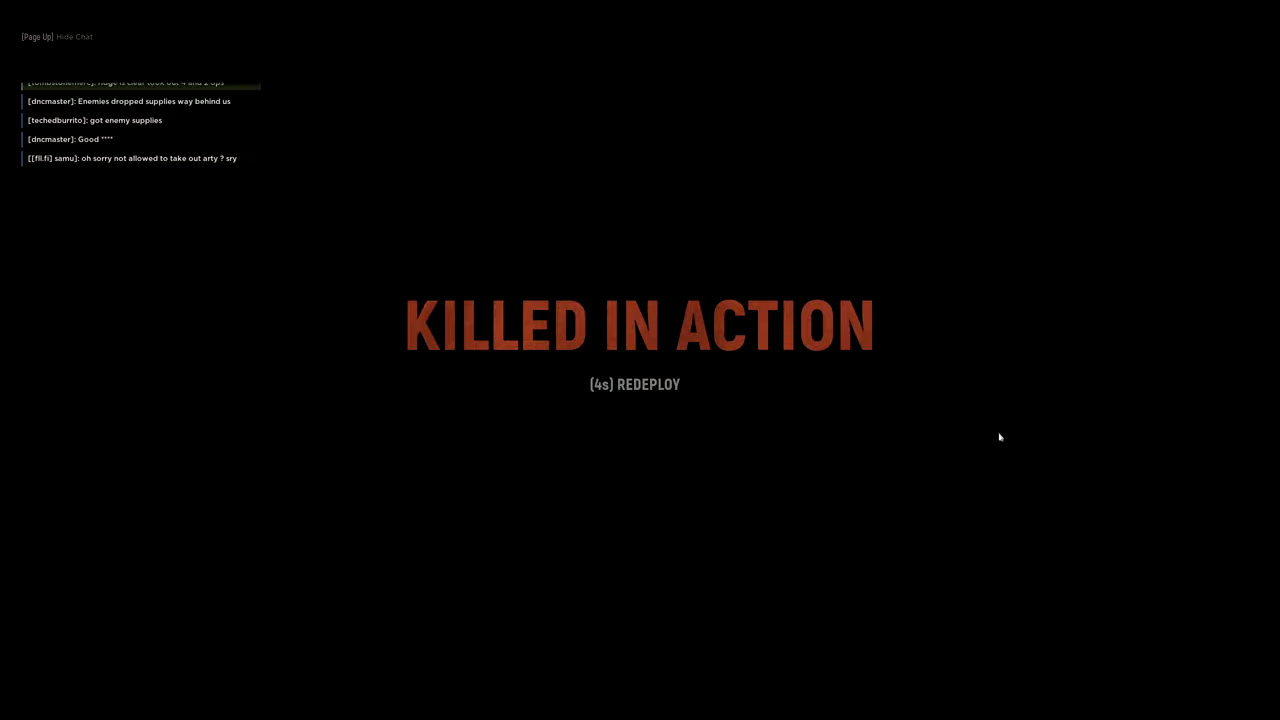 [Page Up] Hide Chat
[dncmaster]: Enemies dropped supplies way behind us
[techedburrito]: got enemy supplies
[dncmaster]: Good ****
[[fll.fi] samu]: oh sorry not allowed to take out arty ? sry
KILLED IN ACTION
(4s) REDEPLOY